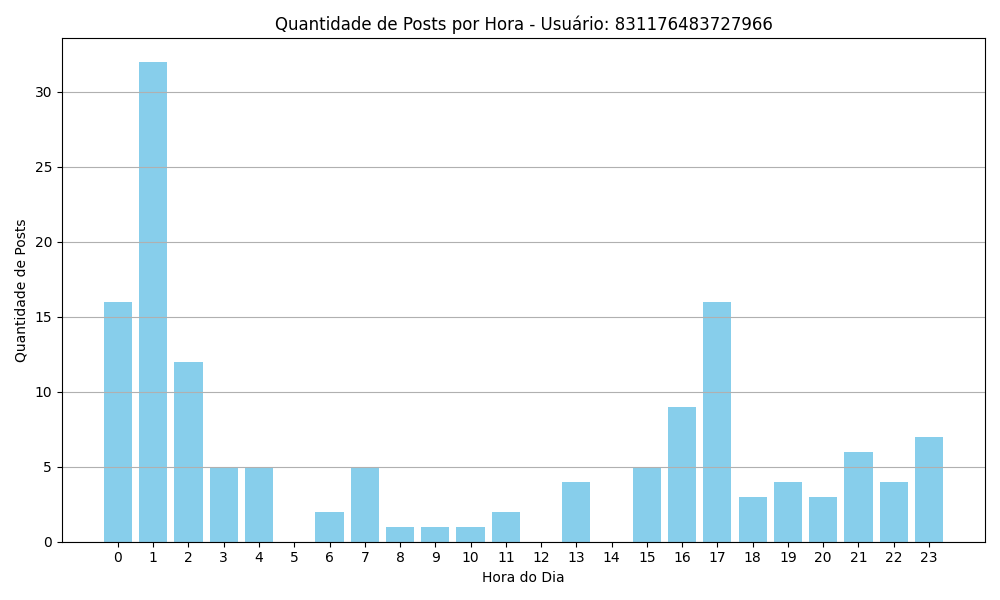 Quantidade de Posts por Hora - Usuário: 831176483727966
Quantidade de Posts
30
25
20
15
10
5
0
0 1 2 3 4 5 6 7 8 9 10 11 12 13 14 15 16 17 18 19 20 21 22 23
Hora do Dia